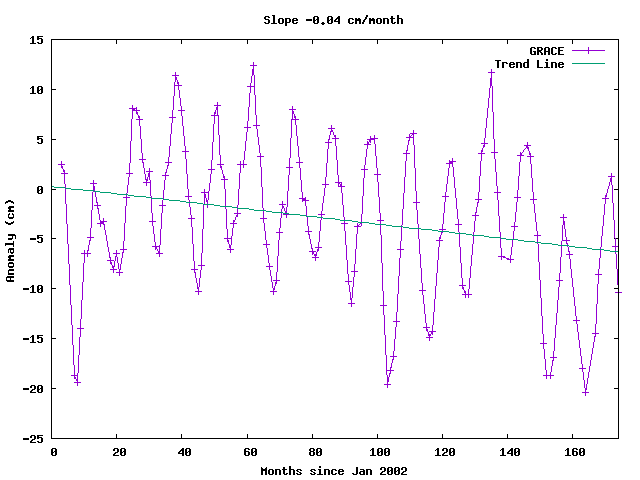 Slope -0.04 cm/month
GRACE
Trend Line
15
10
5
0
-5
-10
-15
-20
-25
Anomaly (cm)
0 20 40 60 80 100 120 140 160
Months since Jan 2002